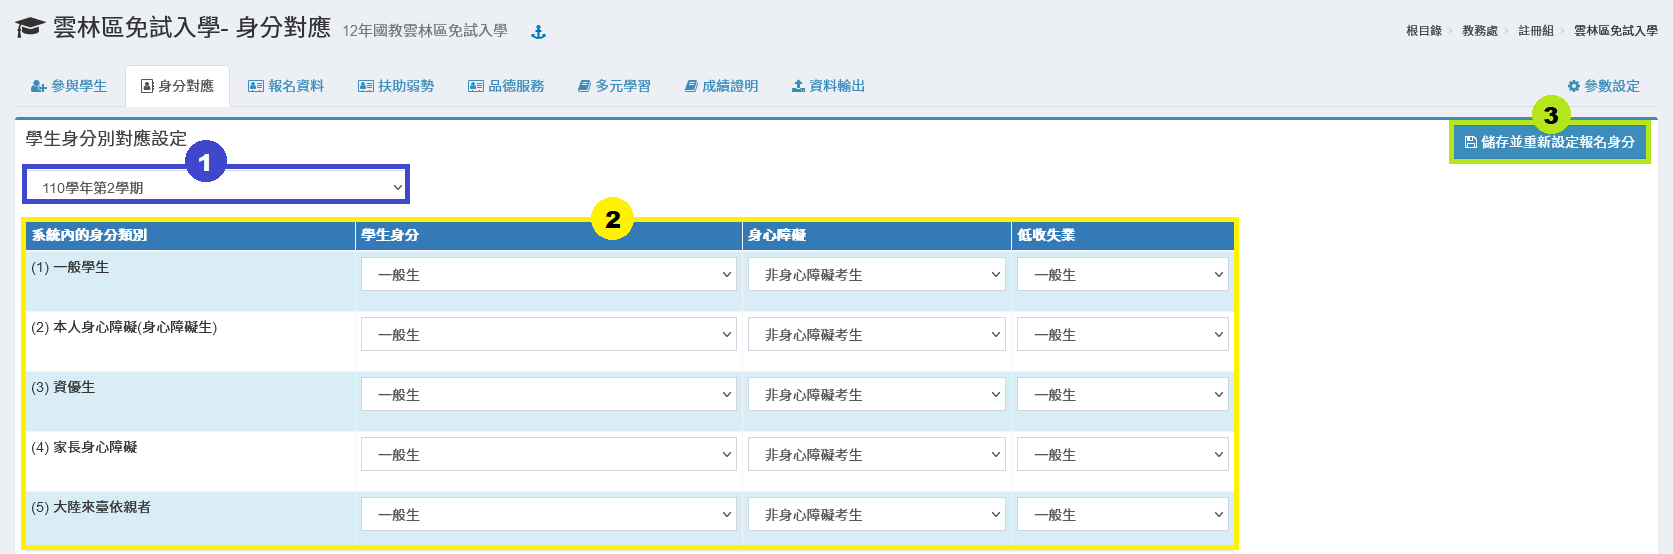 雲林區免試入學- 身分對應 12年國教雲林區免試入學
根目錄 > 教務處 > 註冊組 > 雲林區免試入學
參與學生 身分對應 報名資料 扶助弱勢 品德服務 多元學習 成績證明 資料輸出 參數設定
學生身分別對應設定
3
儲存並重新設定報名身分
1
110學年第2學期
2
系統內的身分類別 學生身分 身心障礙 低收失業
(1) 一般學生 一般生 非身心障礙考生 一般生
(2) 本人身心障礙(身心障礙生) 一般生 非身心障礙考生 一般生
(3) 資優生 一般生 非身心障礙考生 一般生
(4) 家長身心障礙 一般生 非身心障礙考生 一般生
(5) 大陸來臺依親者 一般生 非身心障礙考生 一般生